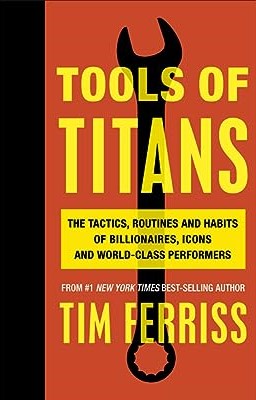 TOOLS OF
TITANS
THE TACTICS, ROUTINES AND HABITS
OF BILLIONAIRES, ICONS
AND WORLD-CLASS PERFORMERS
FROM #1 NEW YORK TIMES BEST-SELLING AUTHOR
TIM FERRISS